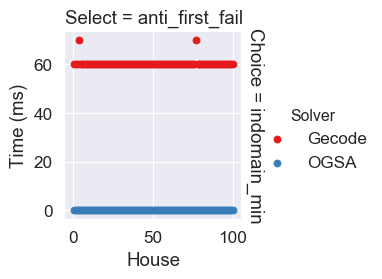 Select = anti_first_fail
Choice = indomain_min
Time (ms)
60
40
20
0
0 50 100
House
Solver
Gecode
OGSA